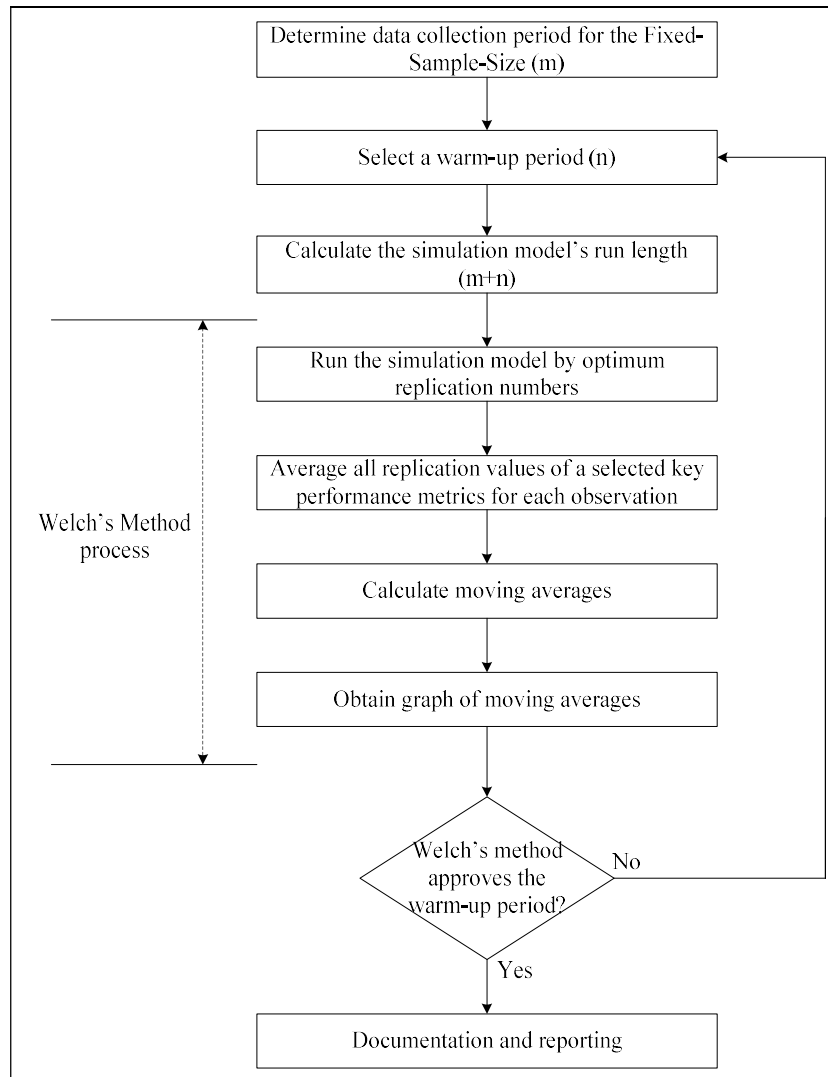 Determine data collection period for the Fixed-
Sample-Size (m)
Select a warm-up period (n)
Calculate the simulation model's run length
(m+n)
Run the simulation model by optimum
replication numbers
Average all replication values of a selected key
performance metrics for each observation
Welch's Method
process
Calculate moving averages
Obtain graph of moving averages
Welch's method
approves the
warm-up period?
No
Yes
Documentation and reporting